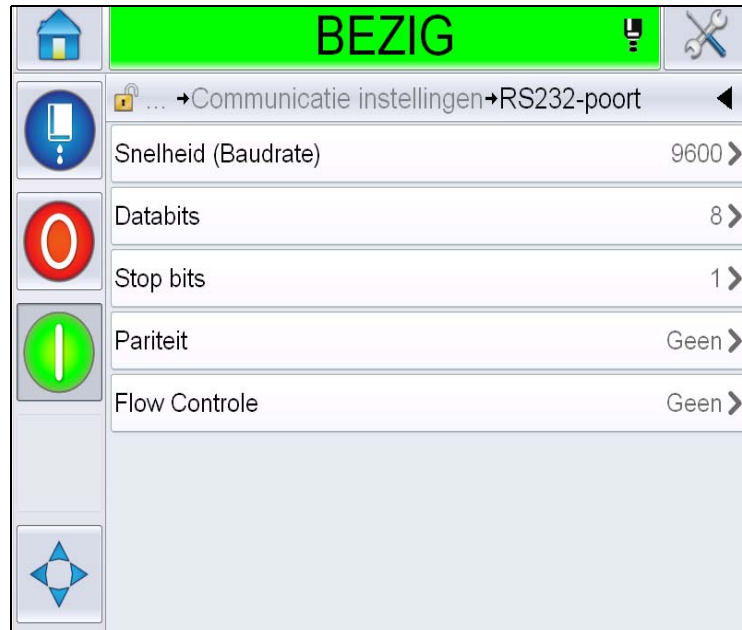 BEZIG
... →Communicatie instellingen→RS232-poort
Snelheid (Baudrate) 9600
Databits 8
Stop bits 1
Pariteit Geen
Flow Controle Geen